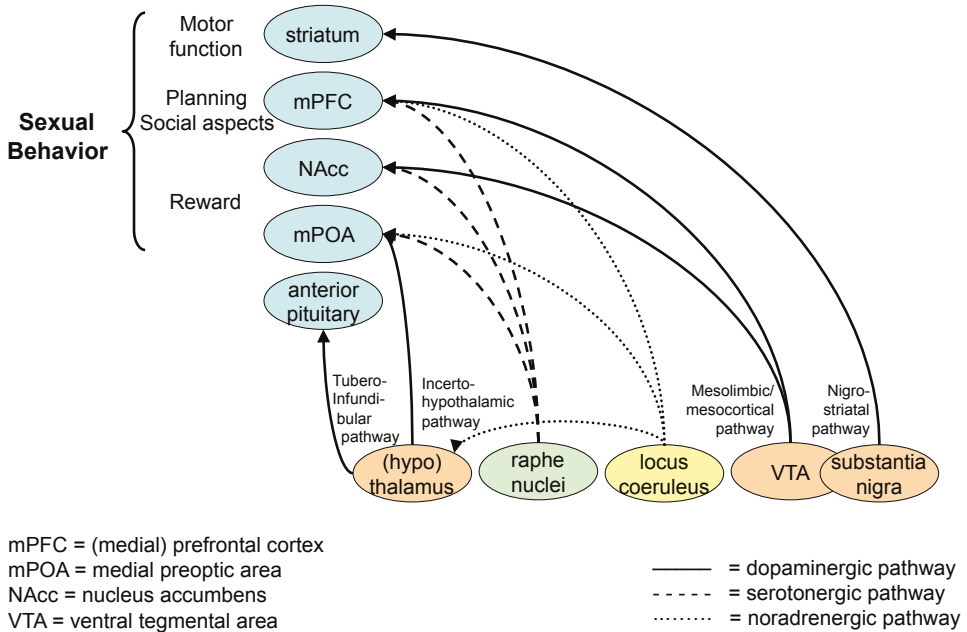 Motor
function
striatum
Planning
Social aspects
mPFC
Sexual
Behavior
NAcc
Reward
mPOA
anterior
pituitary
Tubero-
Infundi-
bular
pathway
Incerto-
hypothalamic
pathway
Mesolimbic/
mesocortical
pathway
Nigro-
striatal
pathway
(hypo)
thalamus
raphe
nuclei
locus
coeruleus
VTA
substantia
nigra
mPFC = (medial) prefrontal cortex
mPOA = medial preoptic area
NAcc = nucleus accumbens
VTA = ventral tegmental area
= dopaminergic pathway
= serotonergic pathway
= noradrenergic pathway